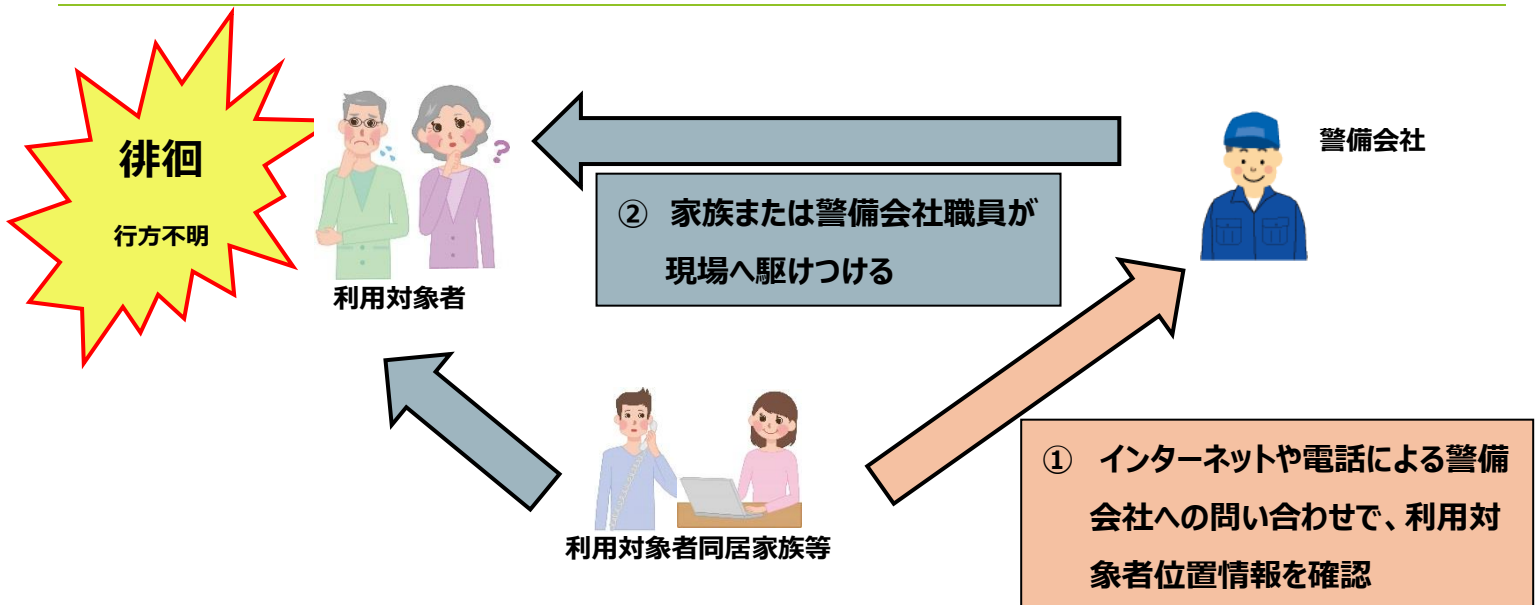 徘徊
行方不明
利用対象者
?
警備会社
② 家族または警備会社職員が
現場へ駆けつける
利用対象者同居家族等
① インターネットや電話による警備
会社への問い合わせで、利用対
象者位置情報を確認